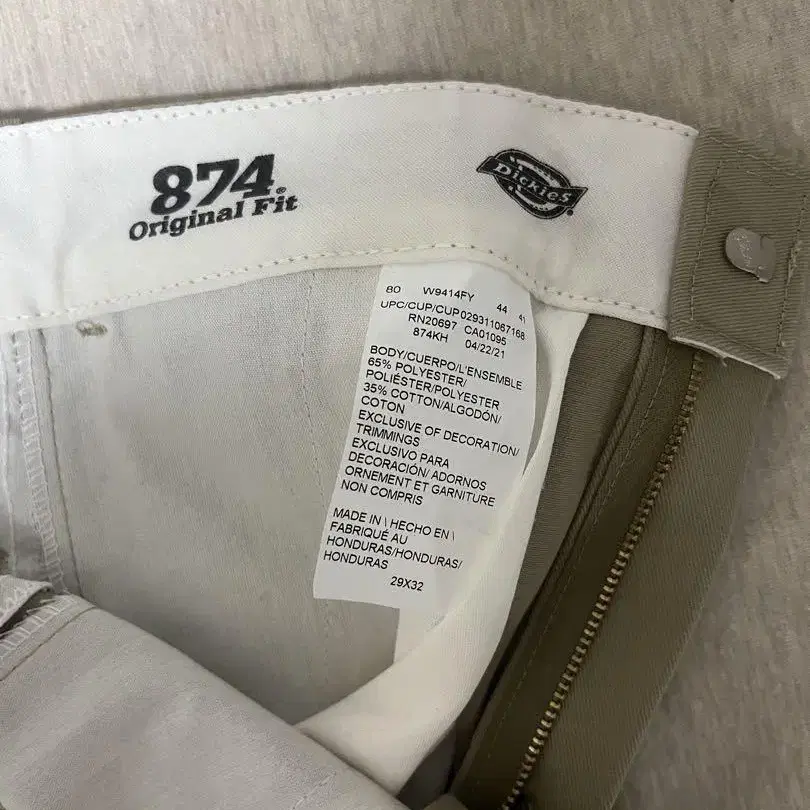 874®
Original Fit
DICKIES®
BO W9414FY 44 41
UPC/CUP/CUP029311067168
RN20697 CA01095
874KH 04/22/21
BODY/CUERPO/L'ENSEMBLE
65% POLYESTER/
POLIÉSTER/POLYESTER
35% COTTON/ALGODÓN/
COTON
EXCLUSIVE OF DECORATION/
TRIMMINGS
EXCLUSIVO PARA
DECORACIÓN/ ADORNOS
ORNEMENT ET GARNITURE
NON COMPRIS
MADE IN \ HECHO EN \
FABRIQUÉ AU
HONDURAS/HONDURAS/
HONDURAS
29X32